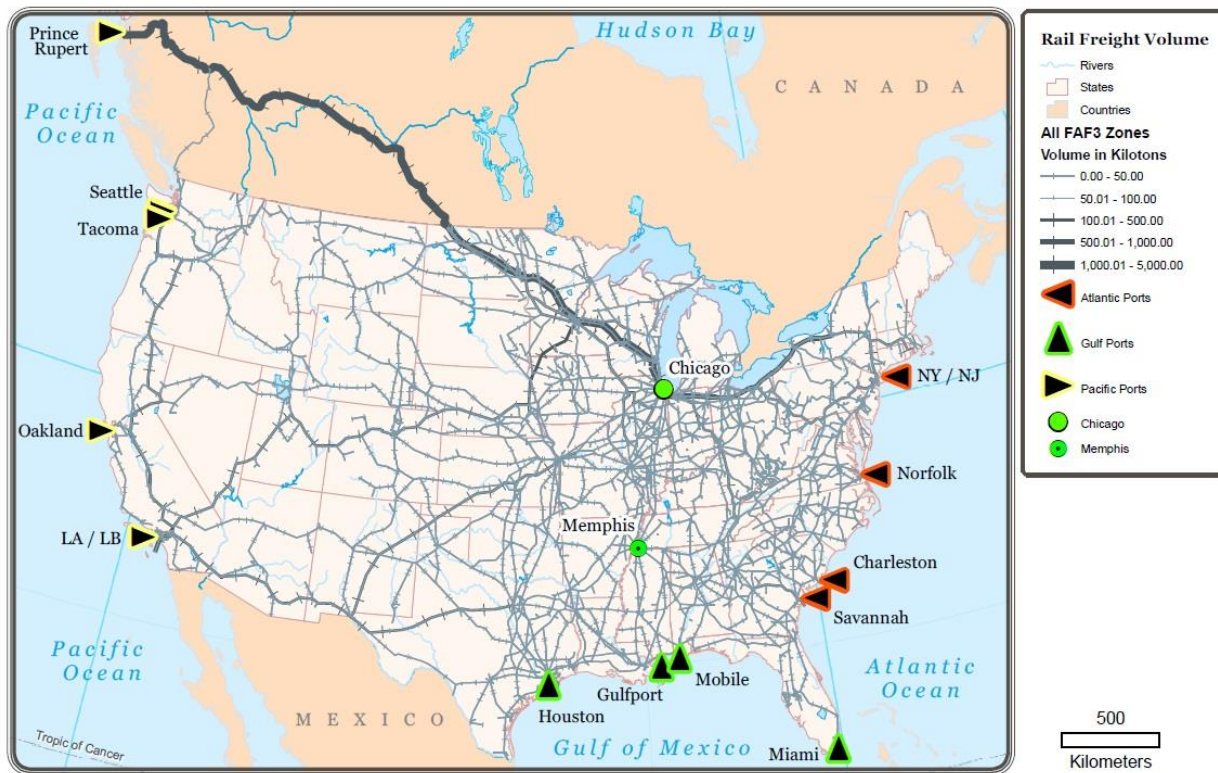 Prince
Rupert
Hudson Bay
CANADA
Pacific
Ocean
Seattle
Tacoma
Chicago
NY / NJ
Oakland
Norfolk
LA / LB
Memphis
Charleston
Savannah
Pacific
Ocean
Atlantic
Ocean
Mobile
Gulfport
Houston
MEXICO
Gulf of Mexico
Miami
Tropic of Cancer
Rail Freight Volume
Rivers
States
Countries
All FAF3 Zones
Volume in Kilotons
0.00 - 50.00
50.01 - 100.00
100.01 - 500.00
500.01 - 1,000.00
1,000.01 - 5,000.00
Atlantic Ports
Gulf Ports
Pacific Ports
Chicago
Memphis
500
Kilometers